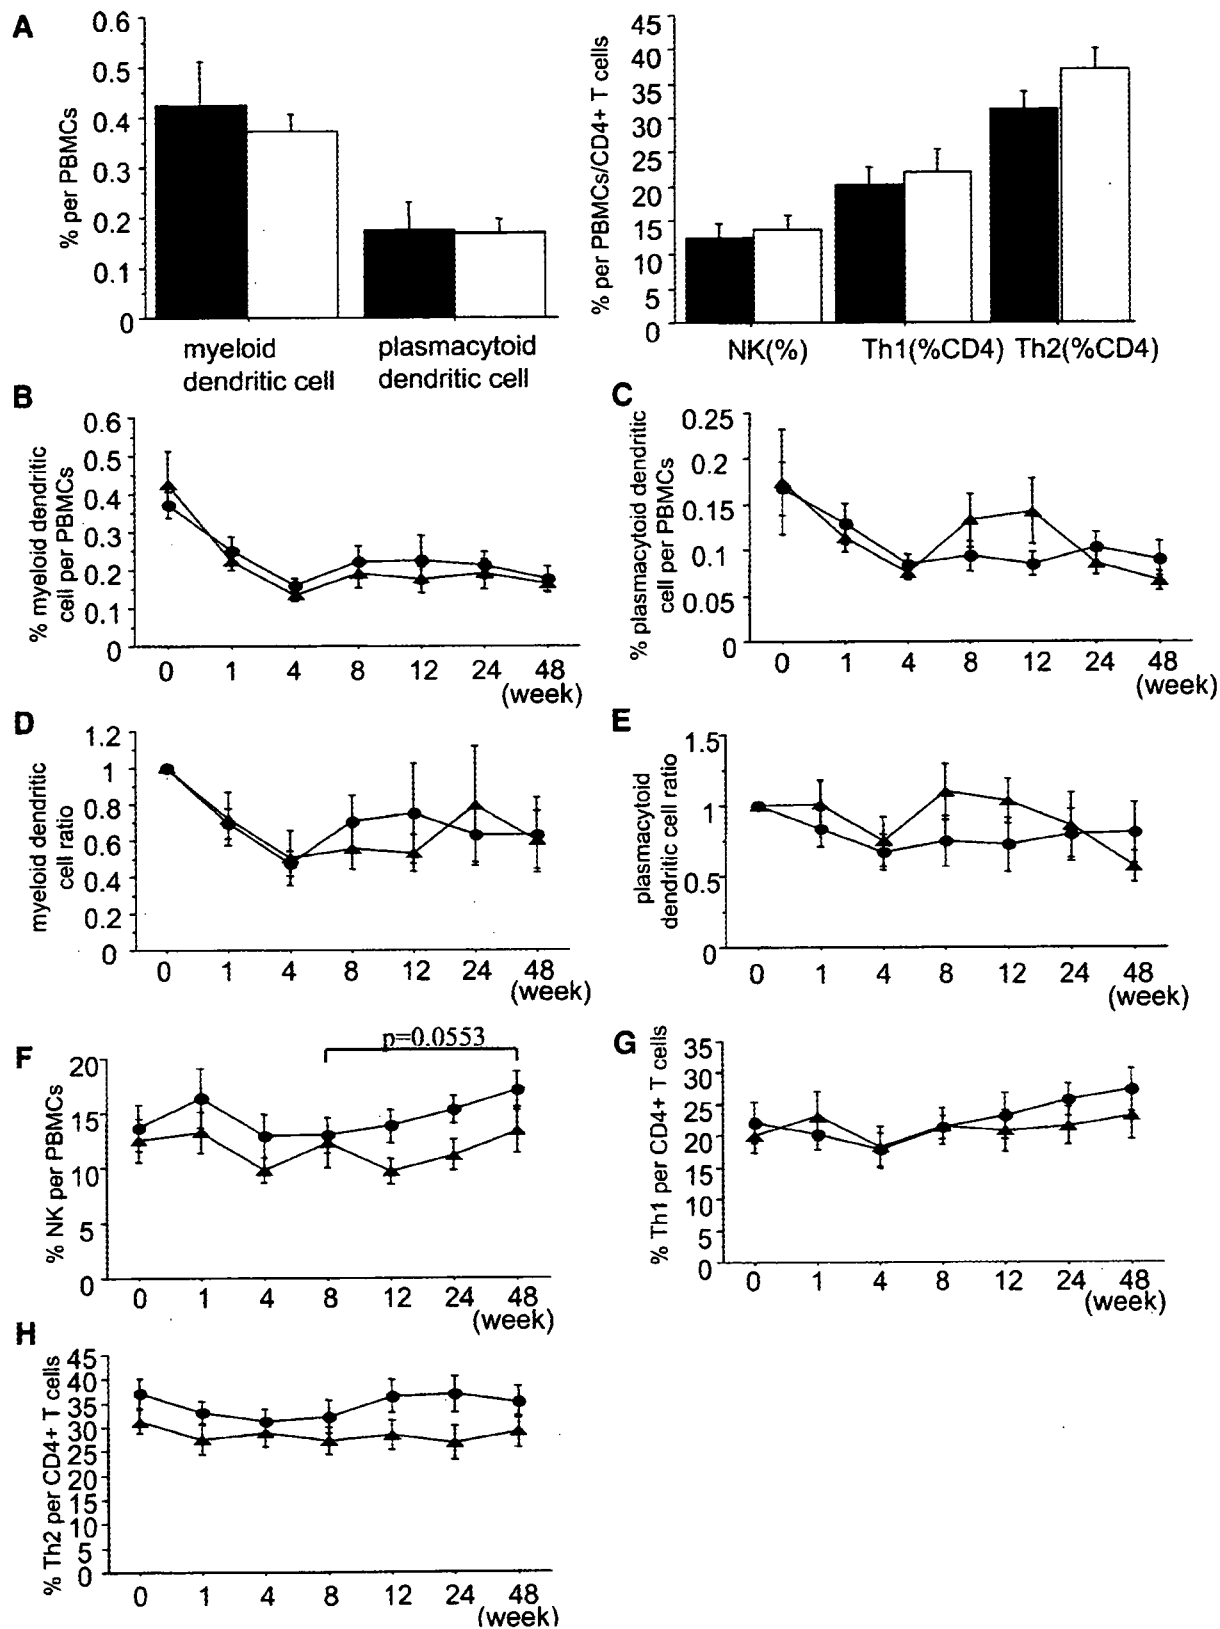 A
% per PBMCs
0.6
0.5
0.4
0.3
0.2
0.1
0
myeloid
dendritic cell
plasmacytoid
dendritic cell
% per PBMCs/CD4+ T cells
45
40
35
30
25
20
15
10
5
0
NK(%)
Th1(%CD4)
Th2(%CD4)
B
% myeloid dendritic
cell per PBMCs
0.6
0.5
0.4
0.3
0.2
0.1
0
0 1 4 8 12 24 48
(week)
C
% plasmacytoid dendritic
cell per PBMCs
0.25
0.2
0.15
0.1
0.05
0
0 1 4 8 12 24 48
(week)
D
myeloid dendritic
cell ratio
1.2
1
0.8
0.6
0.4
0.2
0
0 1 4 8 12 24 48
(week)
E
plasmacytoid
dendritic cell ratio
1.5
1
0.5
0
0 1 4 8 12 24 48
(week)
F
% NK per PBMCs
20
15
10
5
0
p=0.0553
0 1 4 8 12 24 48
(week)
G
% Th1 per CD4+ T cells
35
30
25
20
15
10
5
0
0 1 4 8 12 24 48
(week)
H
% Th2 per CD4+ T cells
45
40
35
30
25
20
15
10
5
0
0 1 4 8 12 24 48
(week)